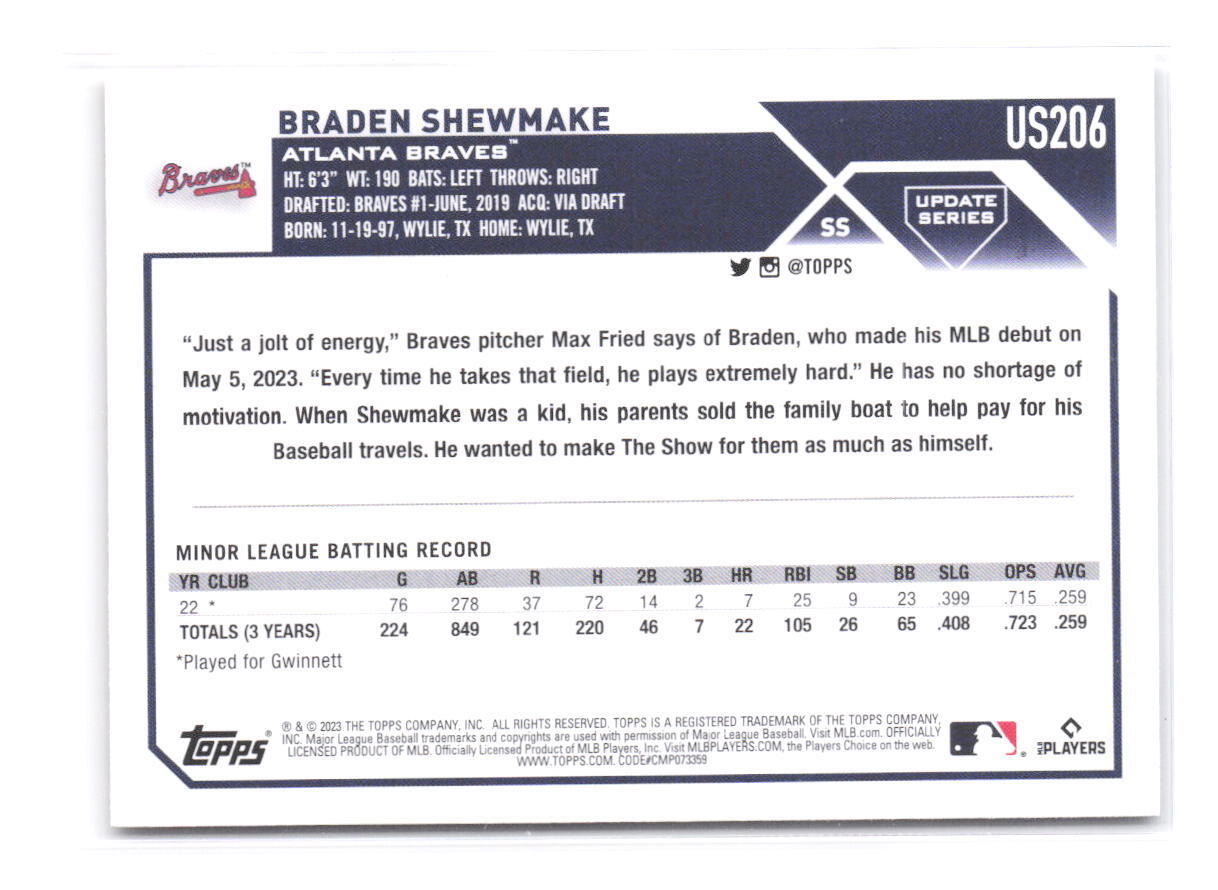 BRADEN SHEWMAKE
US206
ATLANTA BRAVES™
Braves™
HT: 6'3" WT: 190 BATS: LEFT THROWS: RIGHT
DRAFTED: BRAVES #1-JUNE, 2019 ACQ: VIA DRAFT
BORN: 11-19-97, WYLIE, TX HOME: WYLIE, TX
SS
UPDATE
SERIES
@TOPPS
“Just a jolt of energy,” Braves pitcher Max Fried says of Braden, who made his MLB debut on
May 5, 2023. “Every time he takes that field, he plays extremely hard.” He has no shortage of
motivation. When Shewmake was a kid, his parents sold the family boat to help pay for his
Baseball travels. He wanted to make The Show for them as much as himself.
MINOR LEAGUE BATTING RECORD
YR CLUB G AB R H 2B 3B HR RBI SB BB SLG OPS AVG
22 * 76 278 37 72 14 2 7 25 9 23 .399 .715 .259
TOTALS (3 YEARS) 224 849 121 220 46 7 22 105 26 65 .408 .723 .259
*Played for Gwinnett
topps®
® & © 2023 THE TOPPS COMPANY, INC. ALL RIGHTS RESERVED. TOPPS IS A REGISTERED TRADEMARK OF THE TOPPS COMPANY,
INC. Major League Baseball trademarks and copyrights are used with permission of Major League Baseball. Visit MLB.com. OFFICIALLY
LICENSED PRODUCT OF MLB. Officially Licensed Product of MLB Players, Inc. Visit MLBPLAYERS.COM, the Players Choice on the web.
WWW.TOPPS.COM. CODE#CMP073359
®
MLB PLAYERS